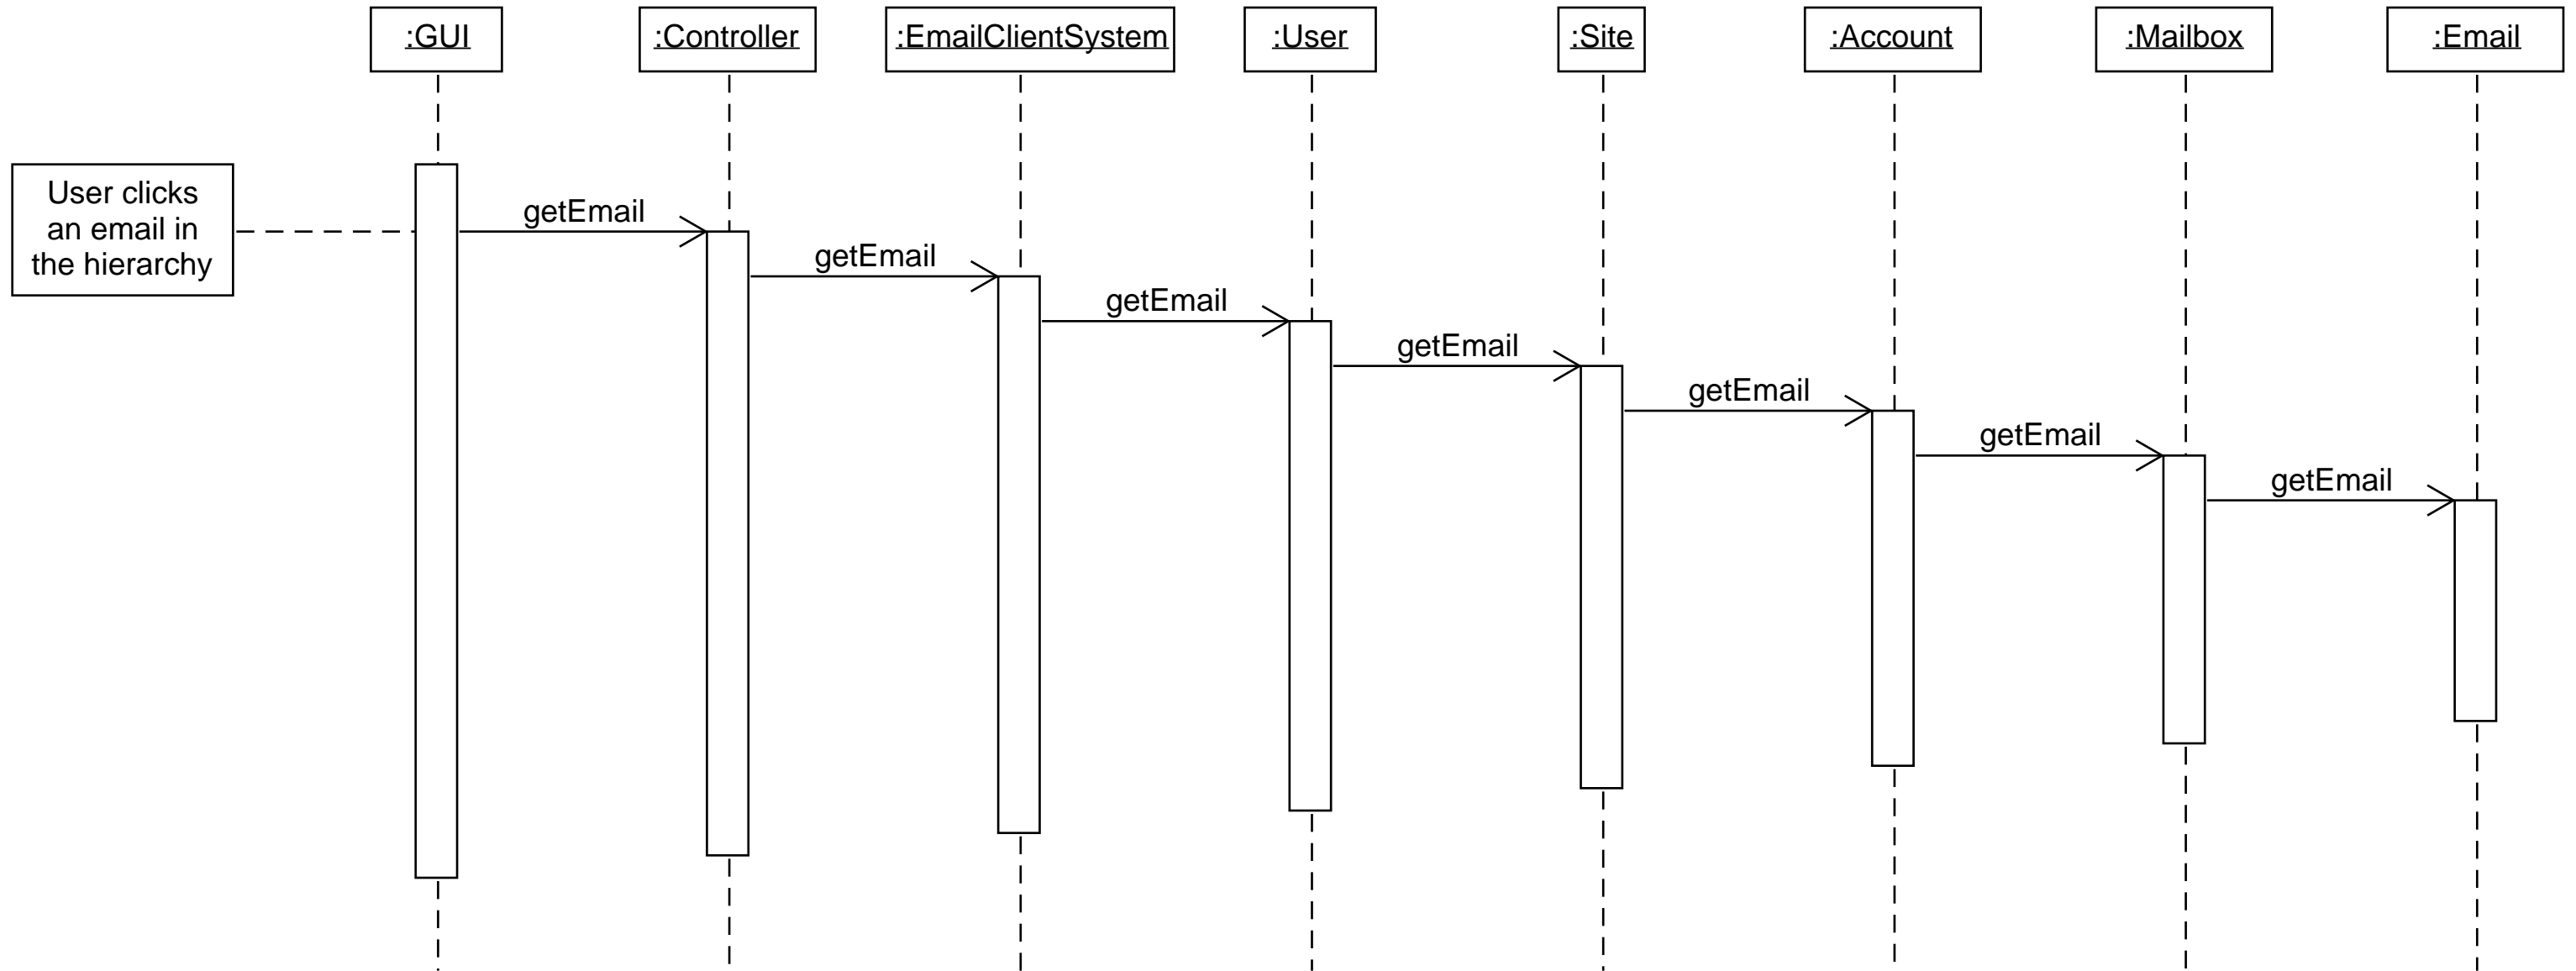 :GUI
:Controller
:EmailClientSystem
:User
:Site
:Account
:Mailbox
:Email
User clicks
an email in
the hierarchy
getEmail
getEmail
getEmail
getEmail
getEmail
getEmail
getEmail